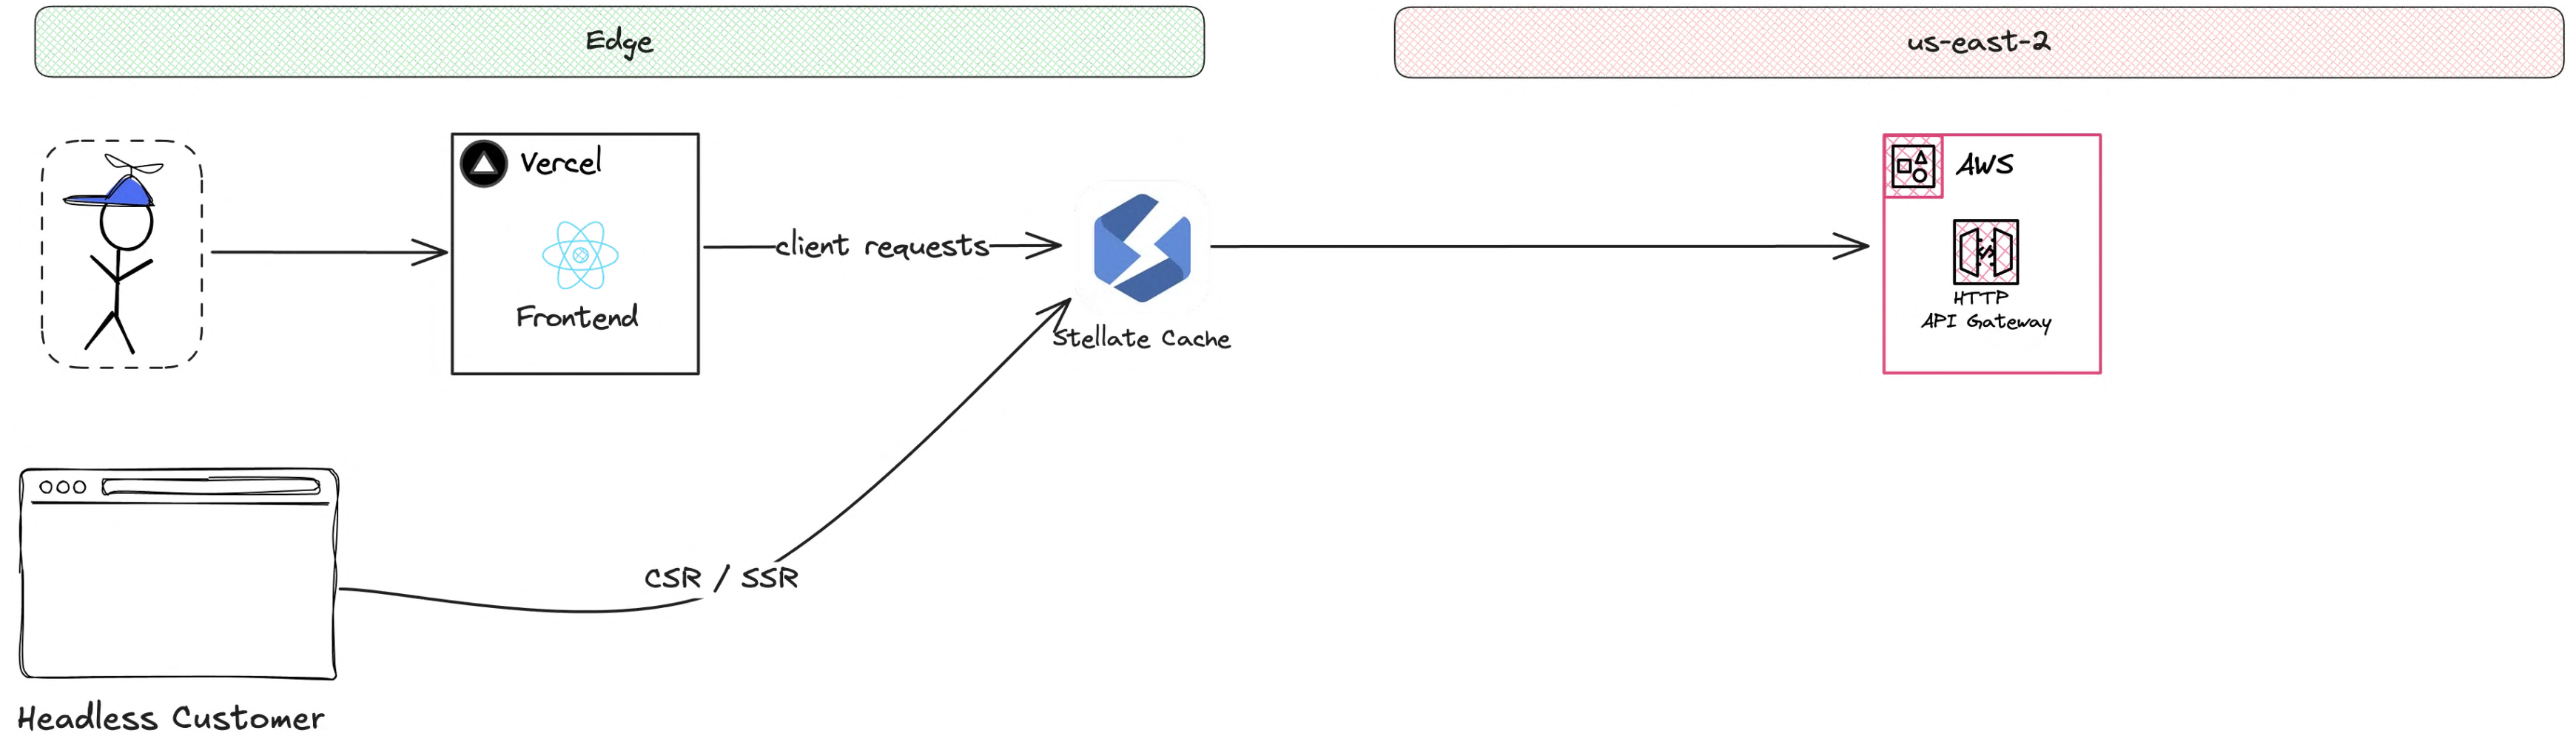 Edge
us-east-2
Vercel
AWS
client requests
HTTP
API Gateway
Frontend
Stellate Cache
CSR / SSR
Headless Customer